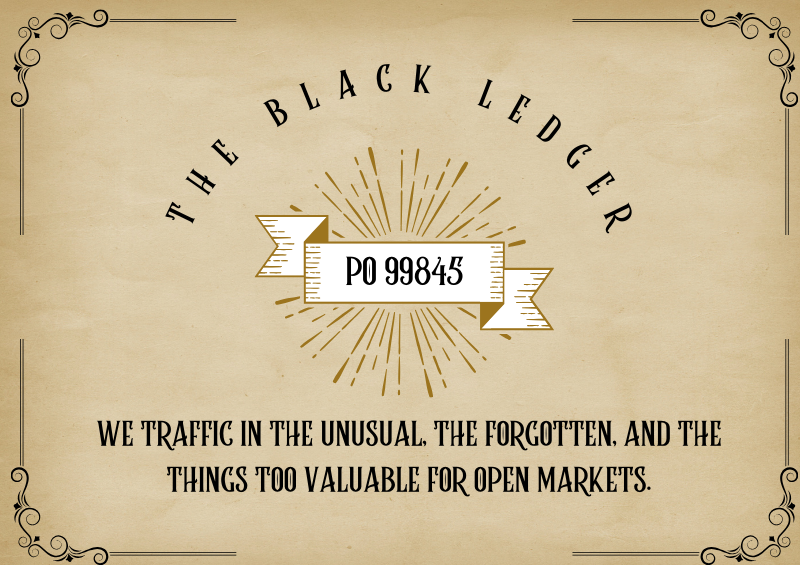 THE BLACK LEDGER
PO 99845
WE TRAFFIC IN THE UNUSUAL, THE FORGOTTEN, AND THE
THINGS TOO VALUABLE FOR OPEN MARKETS.